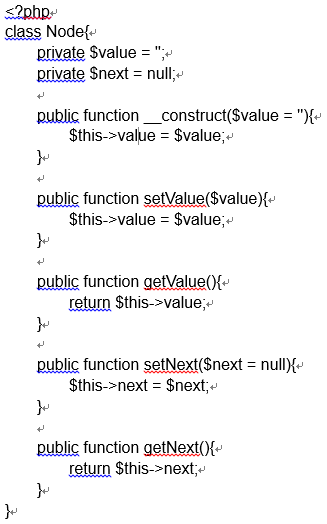 <?php
class Node{
private $value = '';
private $next = null;
public function __construct($value = ''){
$this->value = $value;
}
public function setValue($value){
$this->value = $value;
}
public function getValue(){
return $this->value;
}
public function setNext($next = null){
$this->next = $next;
}
public function getNext(){
return $this->next;
}
}